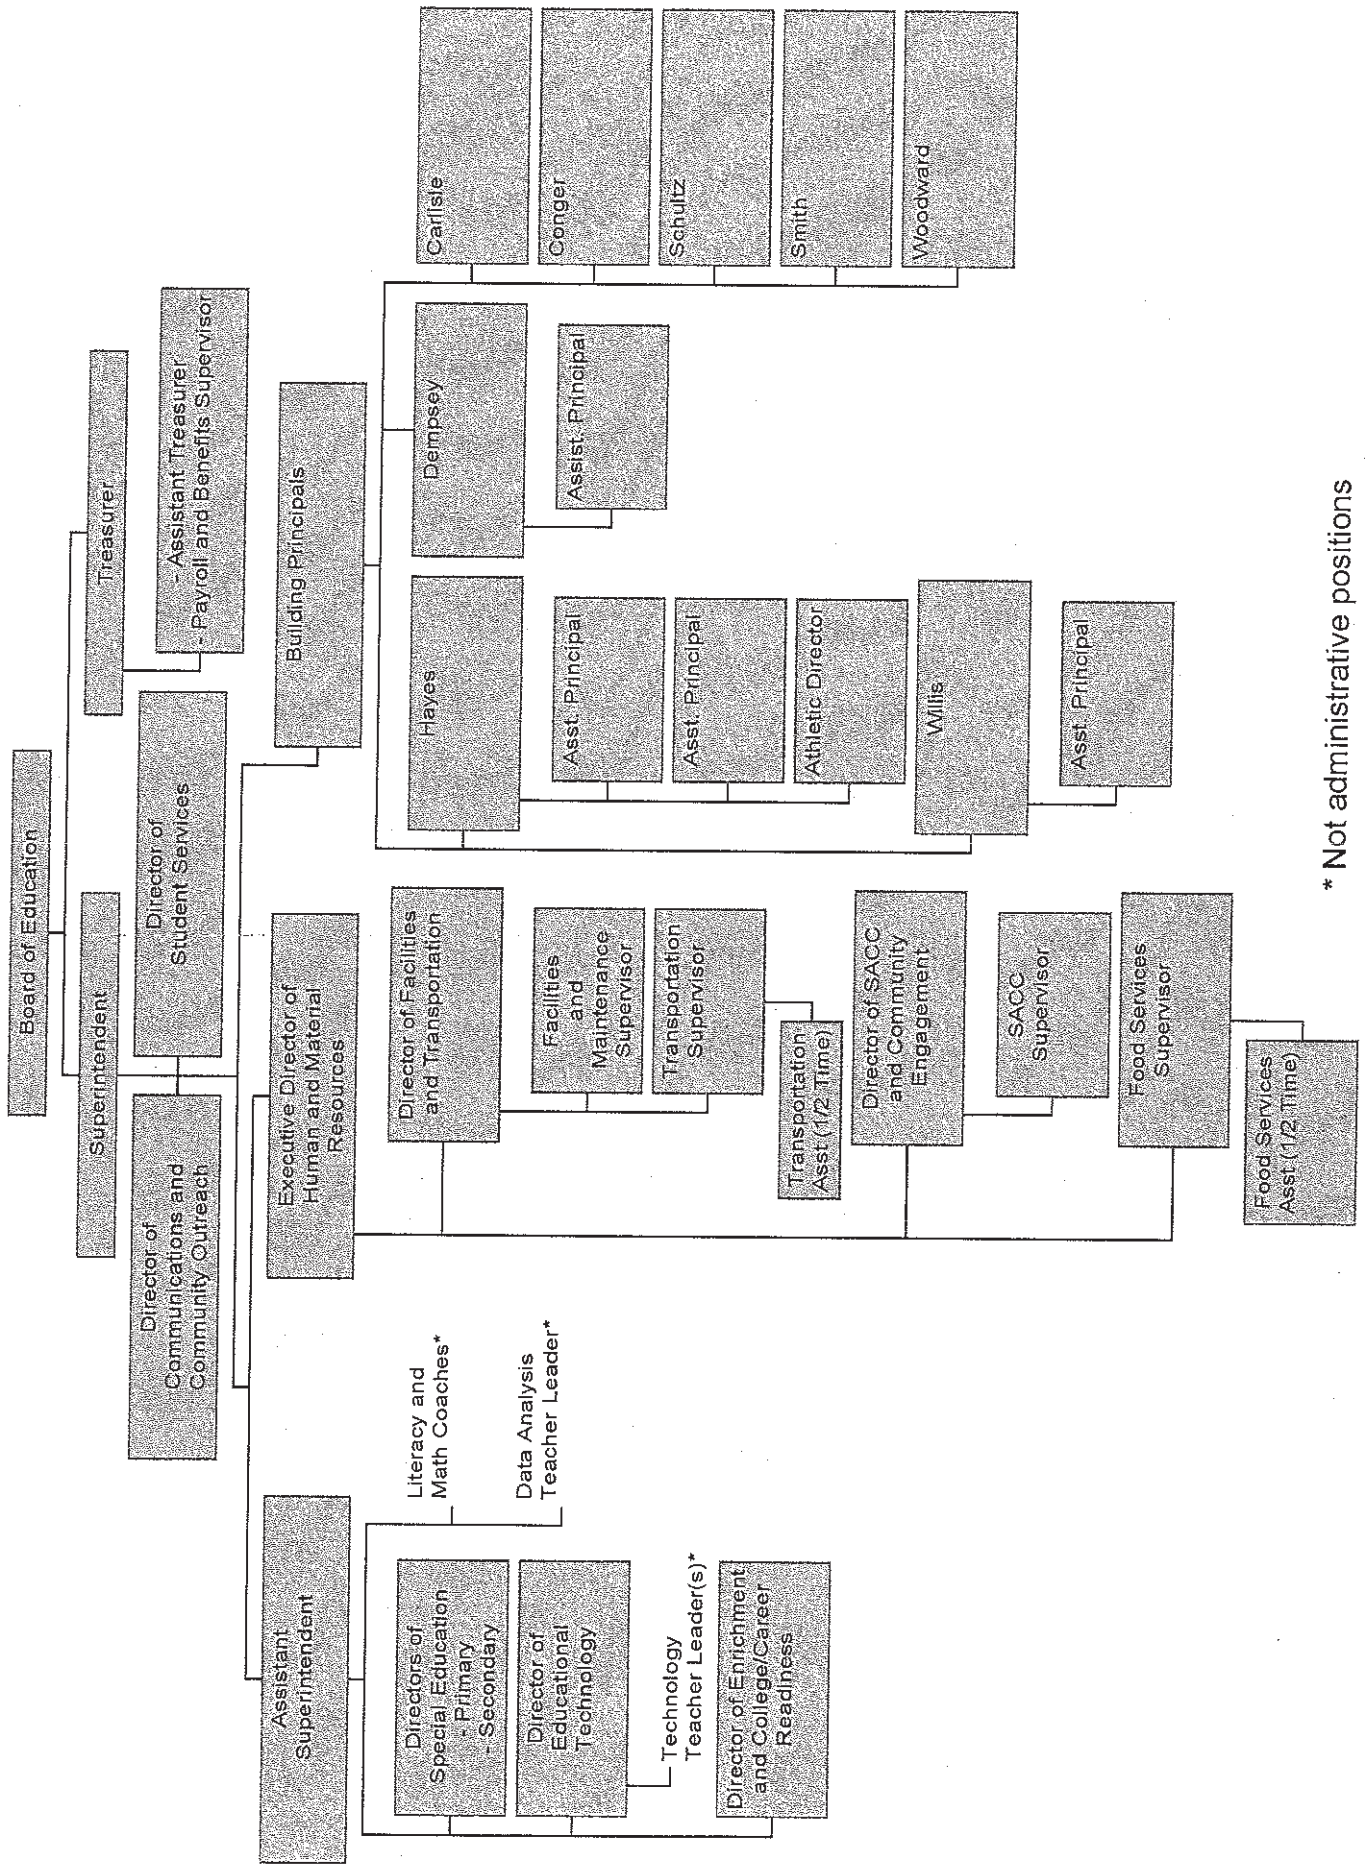 Board of Education
Superintendent
Treasurer
- Assistant Treasurer
- Payroll and Benefits Supervisor
Director of
Communications and
Community Outreach
Director of
Student Services
Assistant
Superintendent
Executive Director of
Human and Material
Resources
Building Principals
Directors of
Special Education
- Primary
- Secondary
Director of
Educational
Technology
Technology
Teacher Leader(s)*
Director of Enrichment
and College/Career
Readiness
Literacy and
Math Coaches*
Data Analysis
Teacher Leader*
Director of Facilities
and Transportation
Facilities
and
Maintenance
Supervisor
Transportation
Supervisor
Transportation
Asst (1/2 Time)
Director of SACC
and Community
Engagement
SACC
Supervisor
Food Services
Supervisor
Food Services
Asst (1/2 Time)
Hayes
Asst. Principal
Asst. Principal
Athletic Director
Willis
Asst. Principal
Dempsey
Assist. Principal
Carlisle
Conger
Schultz
Smith
Woodward
* Not administrative positions